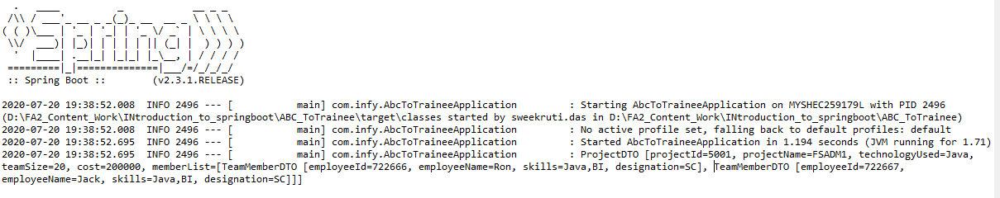 .   ____          _            __ _ _
 /\\ / ___'_ __ _ _(_)_ __  __ _ \ \ \ \
( ( )\___ | '_ | '_| | '_ \/ _` | \ \ \ \
 \\/  ___)| |_)| | | | | || (_| |  ) ) ) )
  '  |____| .__|_| |_|_| |_\__, | / / / /
 =========|_|==============|___/=/_/_/_/
 :: Spring Boot ::        (v2.3.1.RELEASE)
2020-07-20 19:38:52.008  INFO 2496 --- [           main] com.infy.AbcToTraineeApplication         : Starting AbcToTraineeApplication on MYSHEC259179L with PID 2496
(D:\FA2_Content_Work\INtroduction_to_springboot\ABC_ToTrainee\target\classes started by sweekruti.das in D:\FA2_Content_Work\INtroduction_to_springboot\ABC_ToTrainee)
2020-07-20 19:38:52.008  INFO 2496 --- [           main] com.infy.AbcToTraineeApplication         : No active profile set, falling back to default profiles: default
2020-07-20 19:38:52.695  INFO 2496 --- [           main] com.infy.AbcToTraineeApplication         : Started AbcToTraineeApplication in 1.194 seconds (JVM running for 1.71)
2020-07-20 19:38:52.695  INFO 2496 --- [           main] com.infy.AbcToTraineeApplication         : ProjectDTO [projectId=5001, projectName=FSADM1, technologyUsed=Java,
teamSize=20, cost=200000, memberList=[TeamMemberDTO [employeeId=722666, employeeName=Ron, skills=Java,BI, designation=SC], TeamMemberDTO [employeeId=722667,
employeeName=Jack, skills=Java,BI, designation=SC]]]